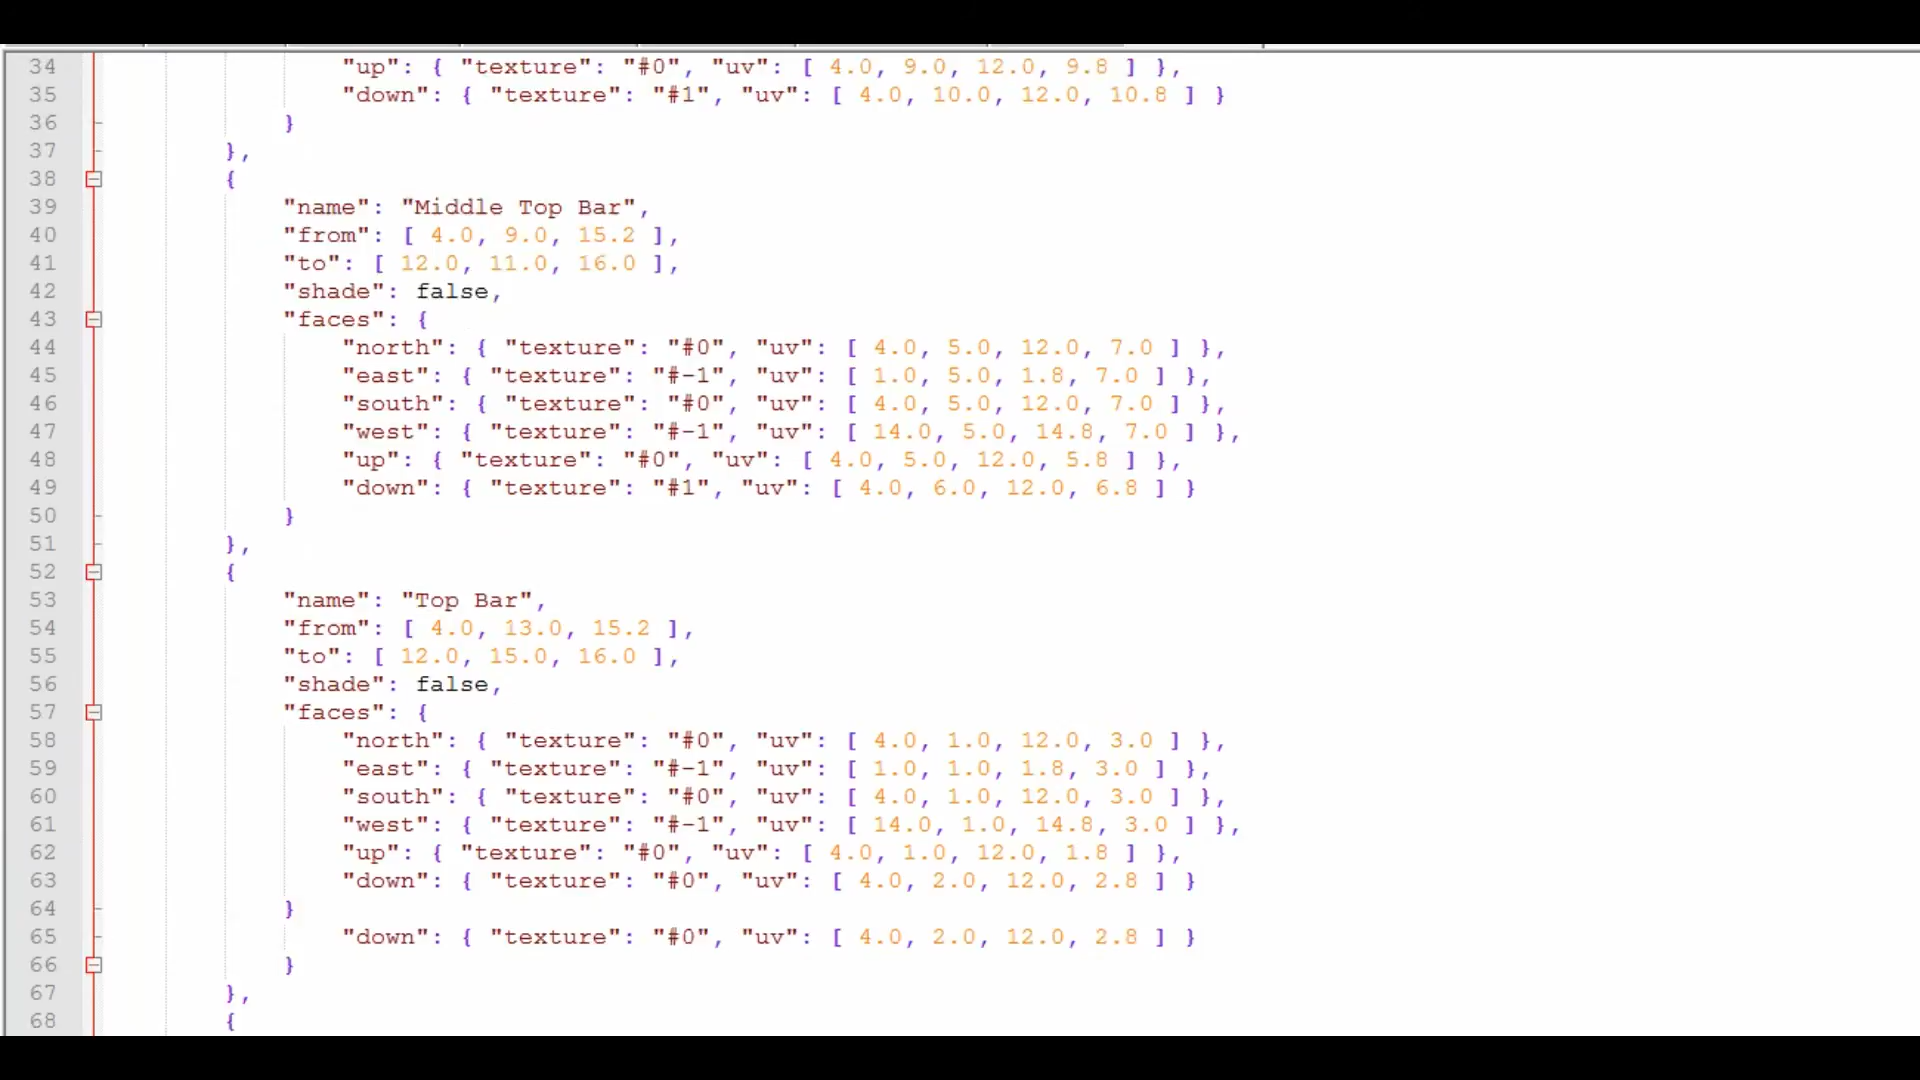 34 "up": { "texture": "#0", "uv": [ 4.0, 9.0, 12.0, 9.8 ] },
35 "down": { "texture": "#1", "uv": [ 4.0, 10.0, 12.0, 10.8 ] }
36 }
37 },
38 {
39 "name": "Middle Top Bar",
40 "from": [ 4.0, 9.0, 15.2 ],
41 "to": [ 12.0, 11.0, 16.0 ],
42 "shade": false,
43 "faces": {
44 "north": { "texture": "#0", "uv": [ 4.0, 5.0, 12.0, 7.0 ] },
45 "east": { "texture": "#-1", "uv": [ 1.0, 5.0, 1.8, 7.0 ] },
46 "south": { "texture": "#0", "uv": [ 4.0, 5.0, 12.0, 7.0 ] },
47 "west": { "texture": "#-1", "uv": [ 14.0, 5.0, 14.8, 7.0 ] },
48 "up": { "texture": "#0", "uv": [ 4.0, 5.0, 12.0, 5.8 ] },
49 "down": { "texture": "#1", "uv": [ 4.0, 6.0, 12.0, 6.8 ] }
50 }
51 },
52 {
53 "name": "Top Bar",
54 "from": [ 4.0, 13.0, 15.2 ],
55 "to": [ 12.0, 15.0, 16.0 ],
56 "shade": false,
57 "faces": {
58 "north": { "texture": "#0", "uv": [ 4.0, 1.0, 12.0, 3.0 ] },
59 "east": { "texture": "#-1", "uv": [ 1.0, 1.0, 1.8, 3.0 ] },
60 "south": { "texture": "#0", "uv": [ 4.0, 1.0, 12.0, 3.0 ] },
61 "west": { "texture": "#-1", "uv": [ 14.0, 1.0, 14.8, 3.0 ] },
62 "up": { "texture": "#0", "uv": [ 4.0, 1.0, 12.0, 1.8 ] },
63 "down": { "texture": "#0", "uv": [ 4.0, 2.0, 12.0, 2.8 ] }
64 }
65 "down": { "texture": "#0", "uv": [ 4.0, 2.0, 12.0, 2.8 ] }
66 }
67 },
68 {